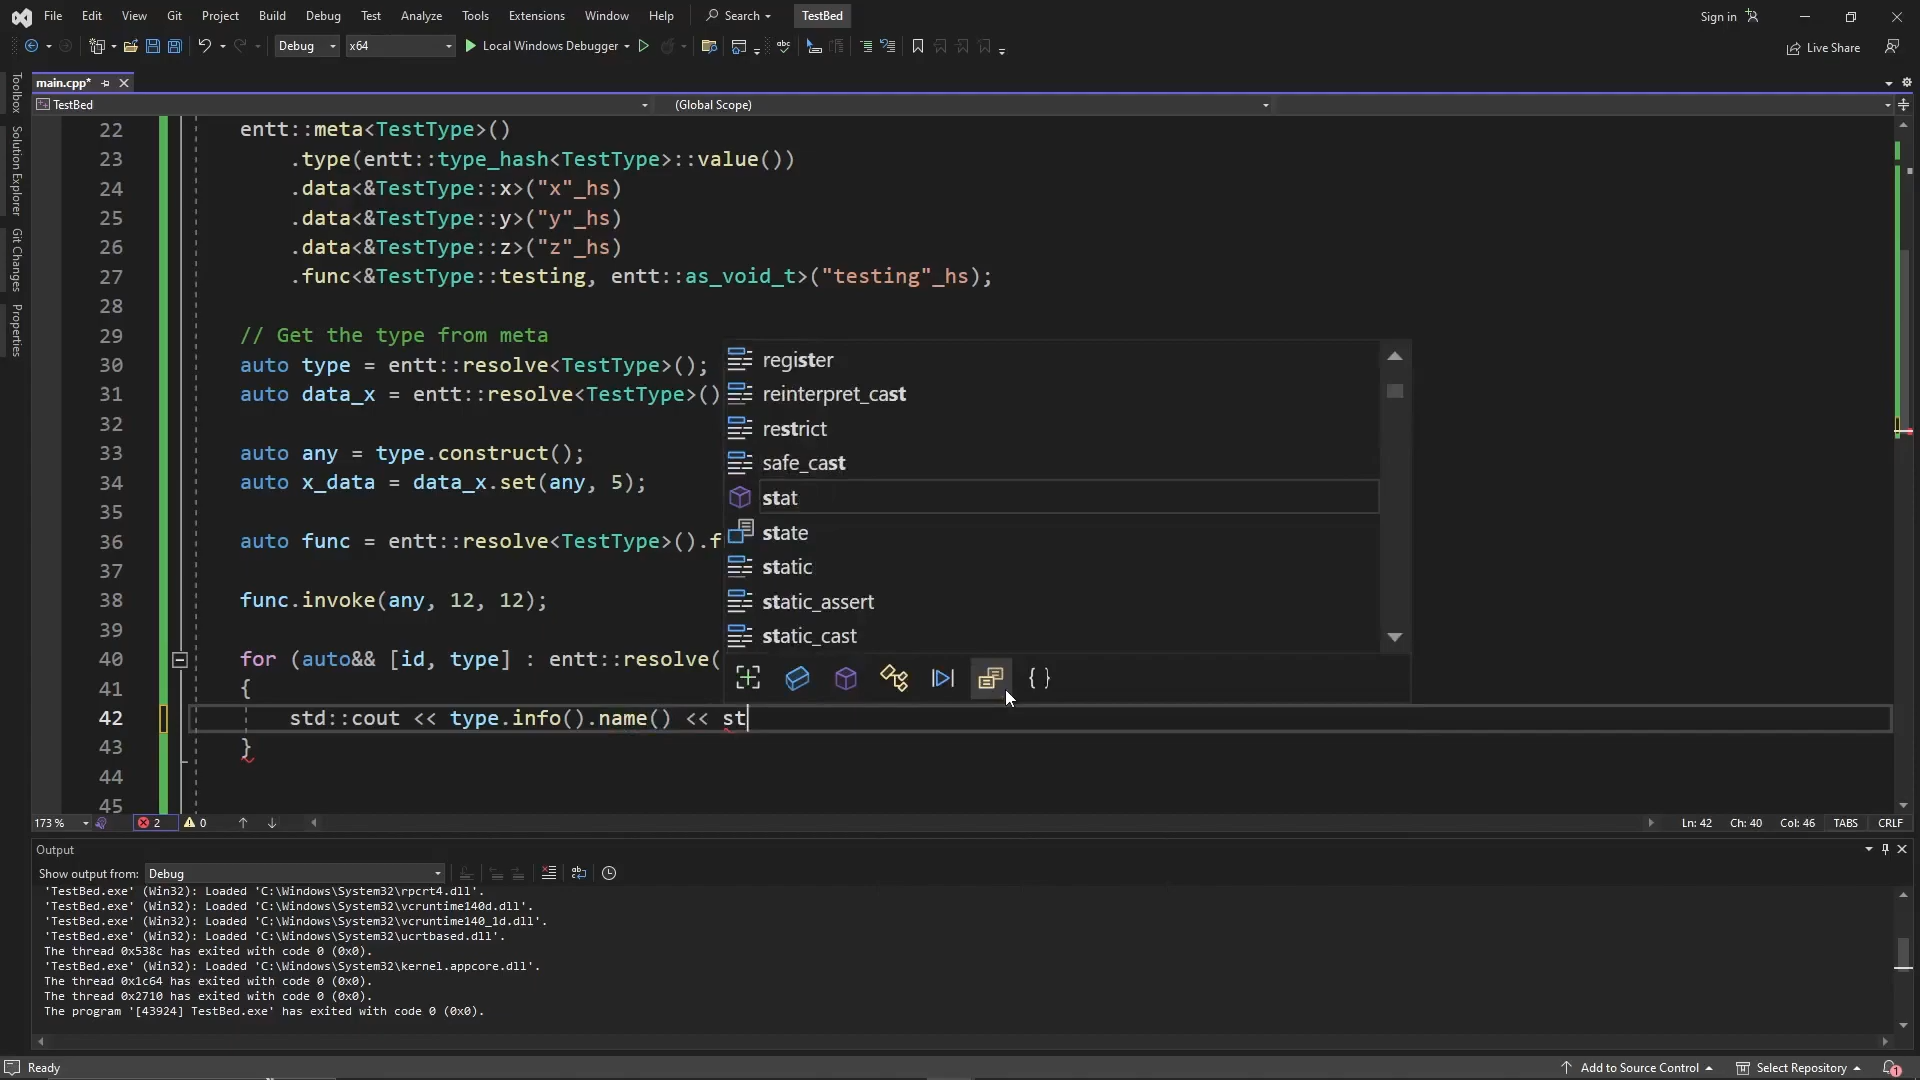 File Edit View Git Project Build Debug Test Analyze Tools Extensions Window Help Search TestBed Sign in
Debug x64 Local Windows Debugger Live Share
main.cpp*
TestBed (Global Scope)
Toolbox
Solution Explorer
Git Changes
Properties
22 entt::meta<TestType>()
23 .type(entt::type_hash<TestType>::value())
24 .data<&TestType::x>("x"_hs)
25 .data<&TestType::y>("y"_hs)
26 .data<&TestType::z>("z"_hs)
27 .func<&TestType::testing, entt::as_void_t>("testing"_hs);
28
29 // Get the type from meta
30 auto type = entt::resolve<TestType>();
31 auto data_x = entt::resolve<TestType>()
32
33 auto any = type.construct();
34 auto x_data = data_x.set(any, 5);
35
36 auto func = entt::resolve<TestType>().f
37
38 func.invoke(any, 12, 12);
39
40 for (auto&& [id, type] : entt::resolve(
41 {
42 std::cout << type.info().name() << st
43 }
44
45
register
reinterpret_cast
restrict
safe_cast
stat
state
static
static_assert
static_cast
{ }
173 % 2 0 Ln: 42 Ch: 40 Col: 46 TABS CRLF
Output
Show output from: Debug
'TestBed.exe' (Win32): Loaded 'C:\Windows\System32\rpcrt4.dll'.
'TestBed.exe' (Win32): Loaded 'C:\Windows\System32\vcruntime140d.dll'.
'TestBed.exe' (Win32): Loaded 'C:\Windows\System32\vcruntime140_1d.dll'.
'TestBed.exe' (Win32): Loaded 'C:\Windows\System32\ucrtbased.dll'.
The thread 0x538c has exited with code 0 (0x0).
'TestBed.exe' (Win32): Loaded 'C:\Windows\System32\kernel.appcore.dll'.
The thread 0x1c64 has exited with code 0 (0x0).
The thread 0x2710 has exited with code 0 (0x0).
The program '[43924] TestBed.exe' has exited with code 0 (0x0).
Ready Add to Source Control Select Repository 1